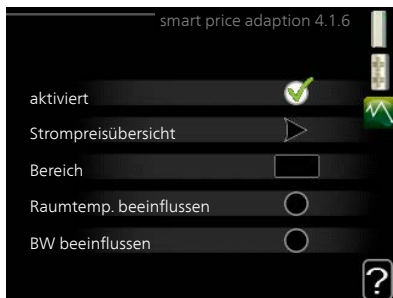 smart price adaption 4.1.6
aktiviert
Strompreisübersicht
Bereich
Raumtemp. beeinflussen
BW beeinflussen
?